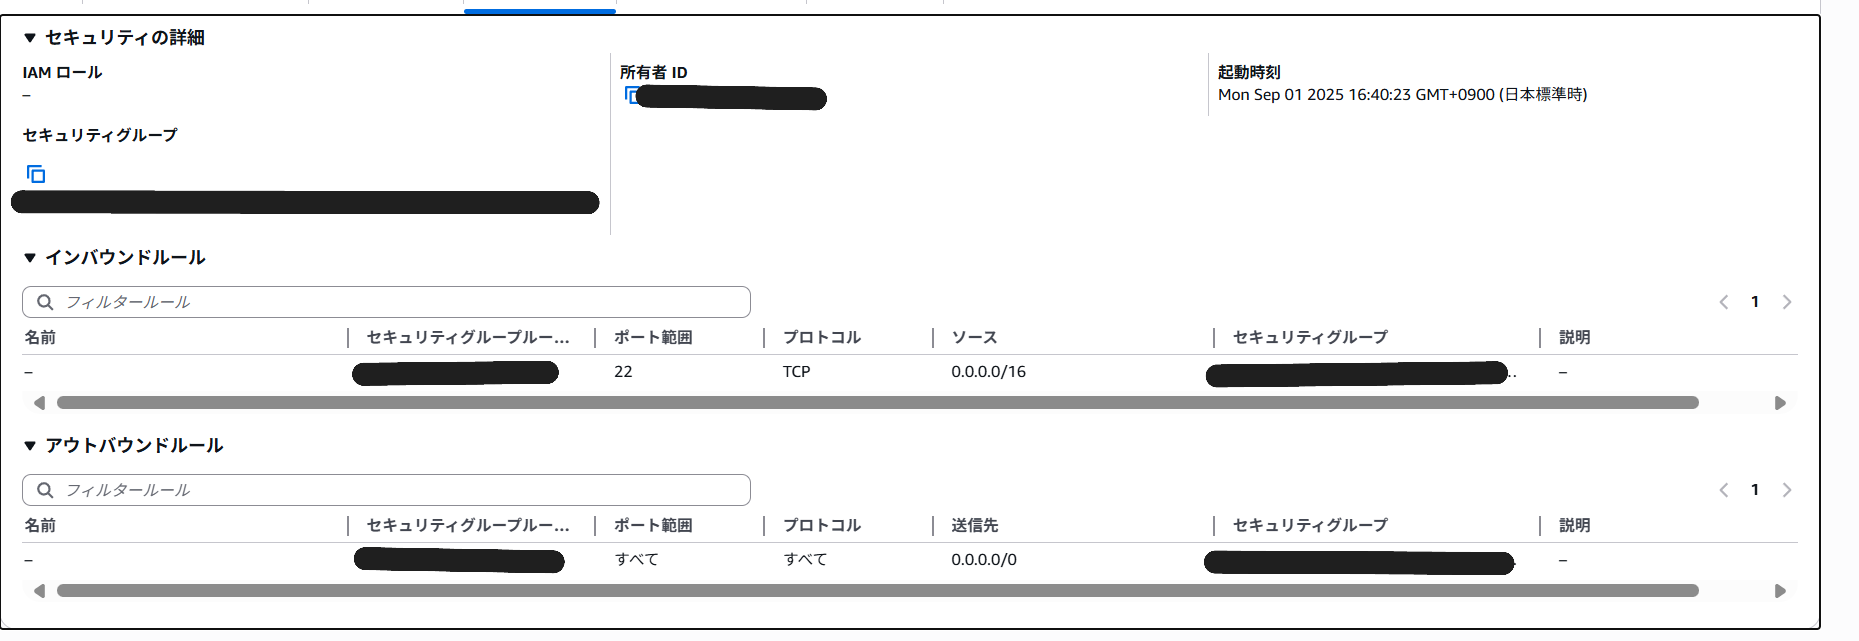 ▼ セキュリティの詳細
IAM ロール
–
所有者 ID
起動時刻
Mon Sep 01 2025 16:40:23 GMT+0900 (日本標準時)
セキュリティグループ
▼ インバウンドルール
フィルタールール
1
名前 セキュリティグループルー... ポート範囲 プロトコル ソース セキュリティグループ 説明
– 22 TCP 0.0.0.0/16 –
▼ アウトバウンドルール
フィルタールール
1
名前 セキュリティグループルー... ポート範囲 プロトコル 送信先 セキュリティグループ 説明
– すべて すべて 0.0.0.0/0 –